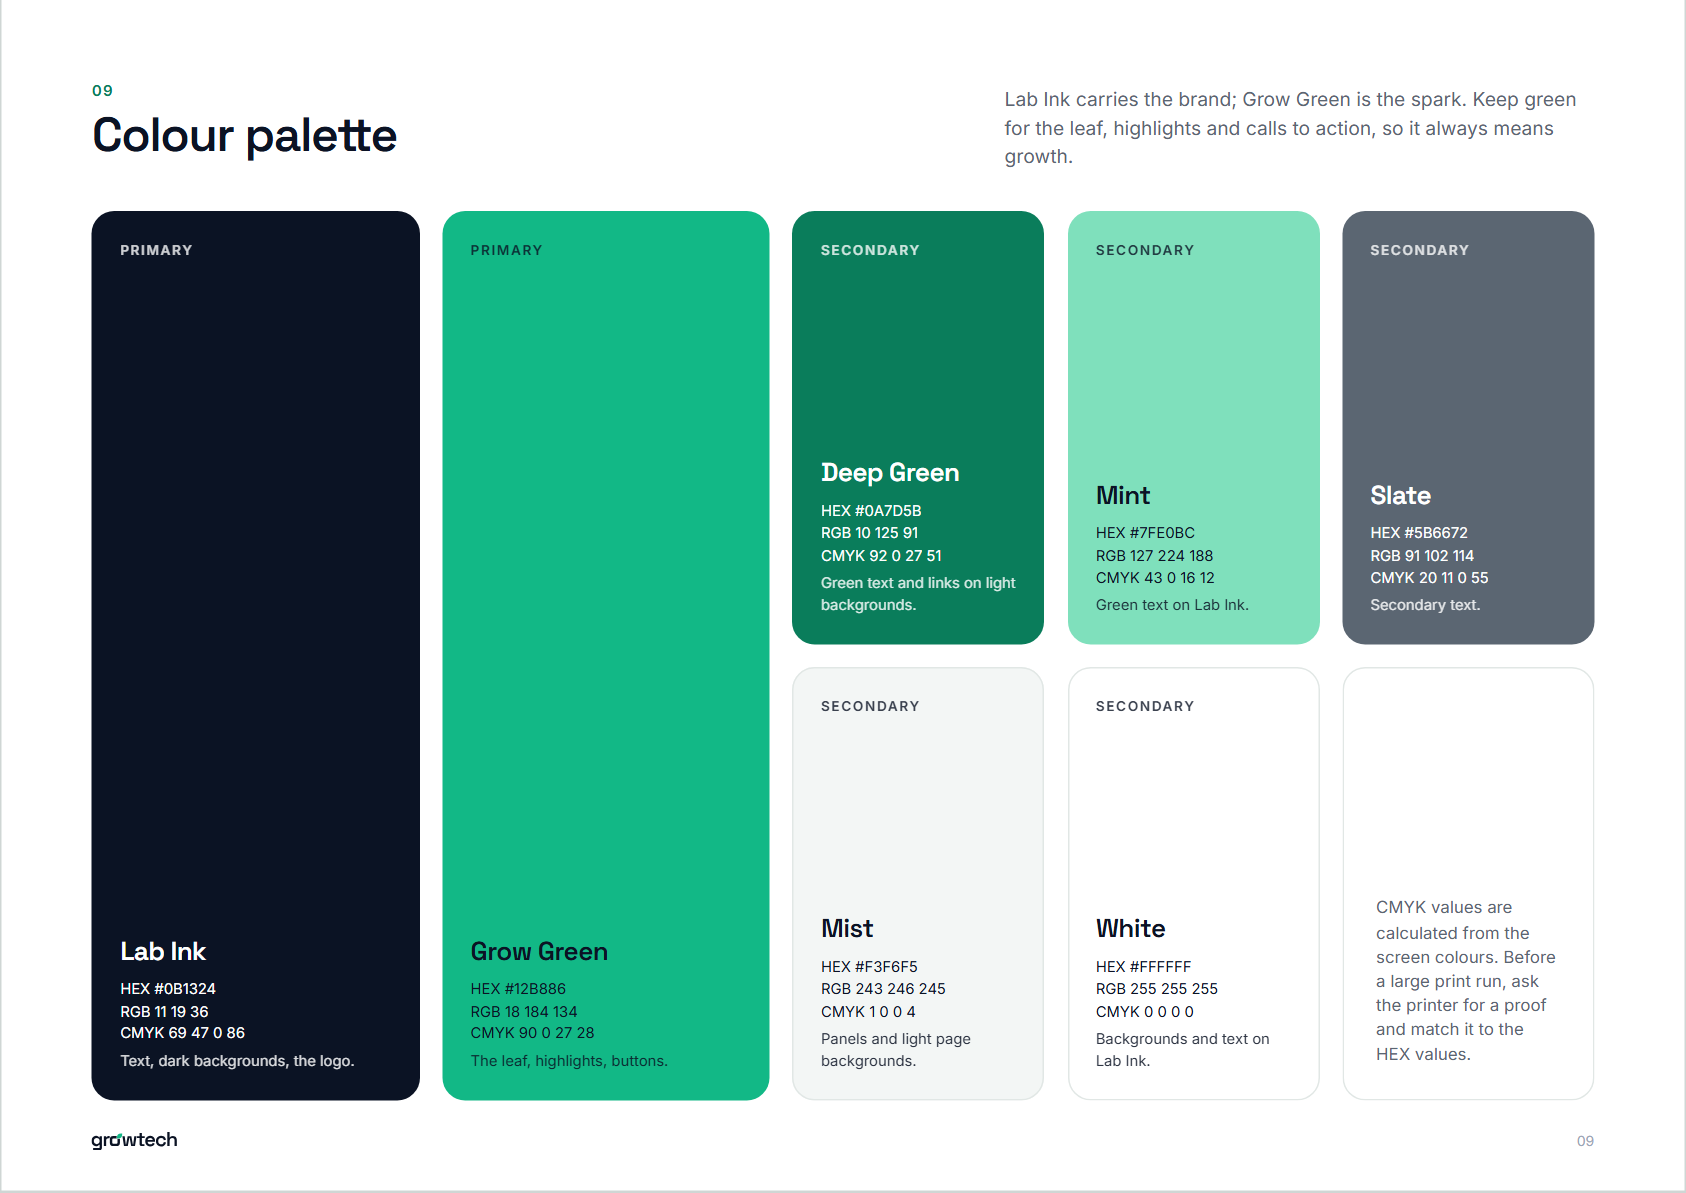 09
Colour palette
Lab Ink carries the brand; Grow Green is the spark. Keep green
for the leaf, highlights and calls to action, so it always means
growth.
PRIMARY
Lab Ink
HEX #0B1324
RGB 11 19 36
CMYK 69 47 0 86
Text, dark backgrounds, the logo.
PRIMARY
Grow Green
HEX #12B886
RGB 18 184 134
CMYK 90 0 27 28
The leaf, highlights, buttons.
SECONDARY
Deep Green
HEX #0A7D5B
RGB 10 125 91
CMYK 92 0 27 51
Green text and links on light
backgrounds.
SECONDARY
Mint
HEX #7FE0BC
RGB 127 224 188
CMYK 43 0 16 12
Green text on Lab Ink.
SECONDARY
Slate
HEX #5B6672
RGB 91 102 114
CMYK 20 11 0 55
Secondary text.
SECONDARY
Mist
HEX #F3F6F5
RGB 243 246 245
CMYK 1 0 0 4
Panels and light page
backgrounds.
SECONDARY
White
HEX #FFFFFF
RGB 255 255 255
CMYK 0 0 0 0
Backgrounds and text on
Lab Ink.
CMYK values are
calculated from the
screen colours. Before
a large print run, ask
the printer for a proof
and match it to the
HEX values.
growtech
09